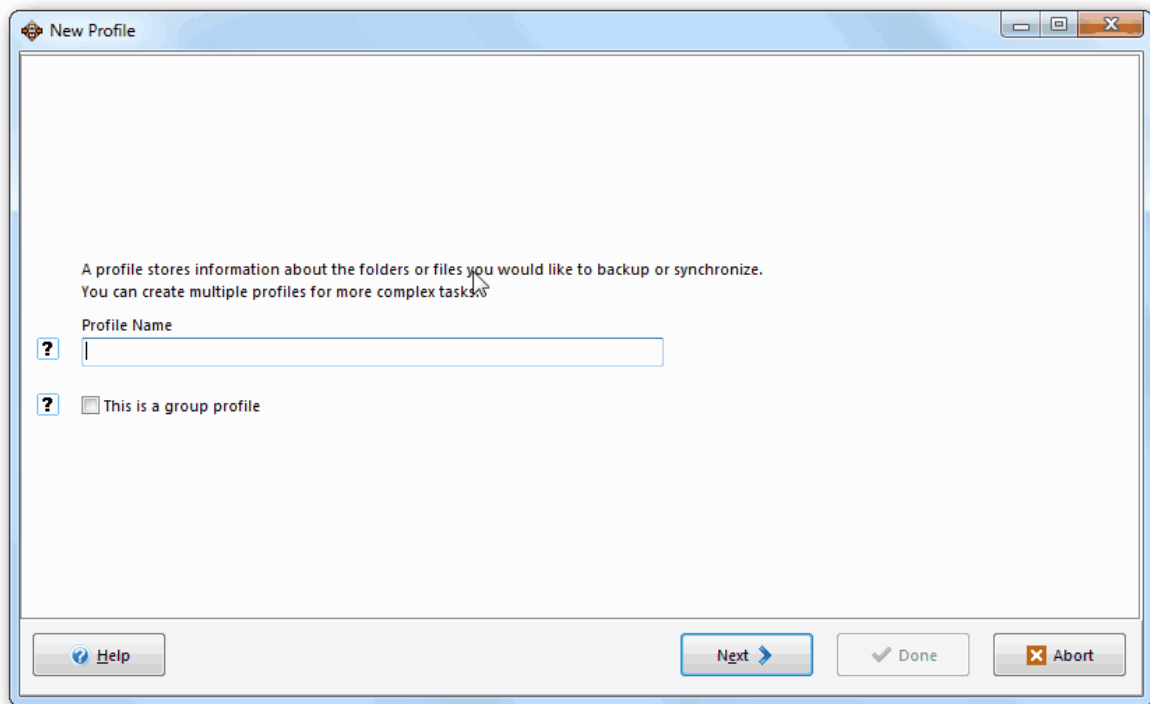 New Profile
A profile stores information about the folders or files you would like to backup or synchronize.
You can create multiple profiles for more complex tasks.
Profile Name
?
? This is a group profile
? Help
Next
Done
Abort